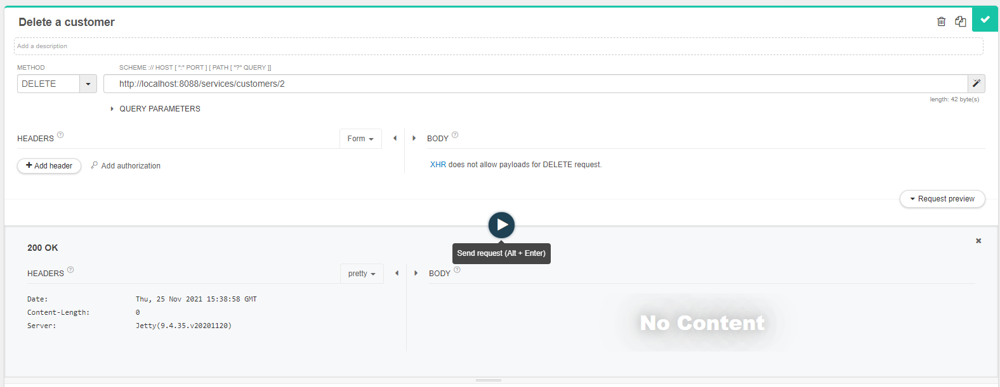 Delete a customer
Add a description
METHOD
SCHEME :// HOST [ ":" PORT ] [ PATH [ "?" QUERY ]]
DELETE
http://localhost:8088/services/customers/2
length: 42 byte(s)
QUERY PARAMETERS
HEADERS ?
Form
BODY ?
Add header
Add authorization
XHR does not allow payloads for DELETE request.
Request preview
Send request (Alt + Enter)
200 OK
HEADERS ?
pretty
BODY ?
Date: Thu, 25 Nov 2021 15:38:58 GMT
Content-Length: 0
Server: Jetty(9.4.35.v20201120)
No Content